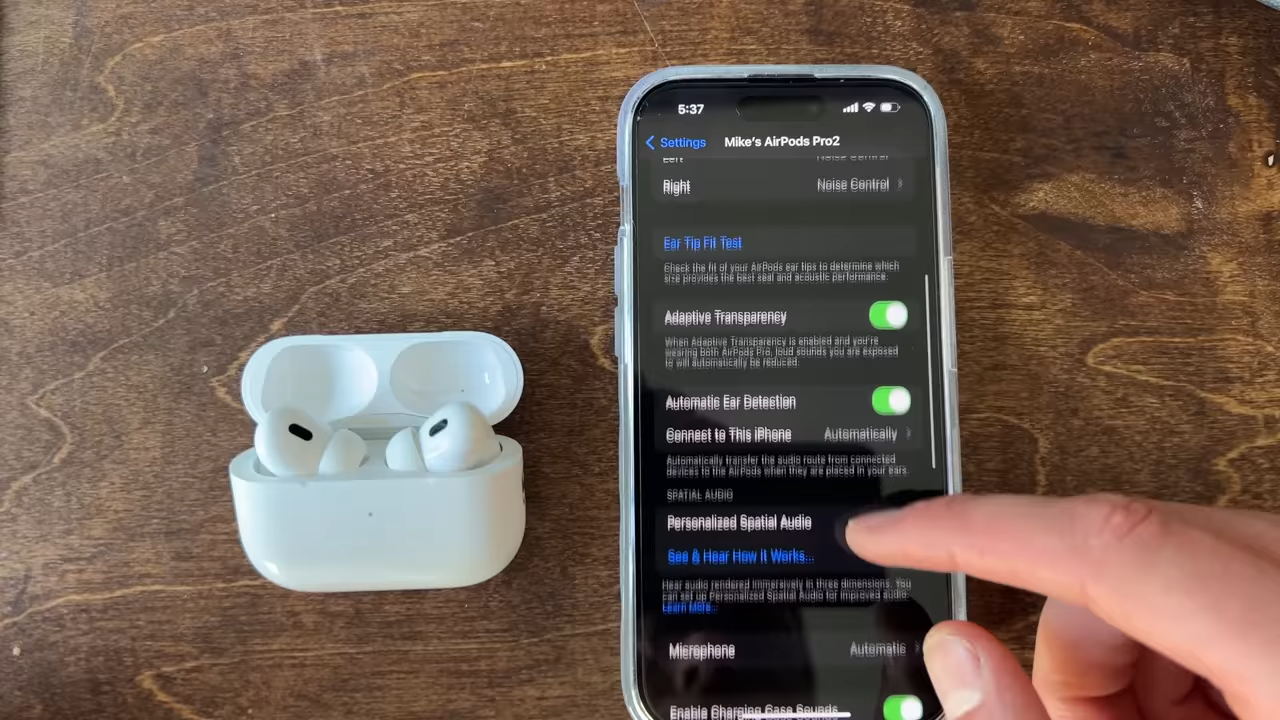 5:37
Settings
Mike's AirPods Pro2
Left Noise Control
Right Noise Control
Ear Tip Fit Test
Check the fit of your AirPods ear tips to determine which
size provides the best seal and acoustic performance.
Adaptive Transparency
When Adaptive Transparency is enabled and you're
wearing both AirPods Pro, loud sounds you are exposed
to will automatically be reduced.
Automatic Ear Detection
Connect to This iPhone Automatically
Automatically transfer the audio route from connected
devices to the AirPods when they are placed in your ears.
SPATIAL AUDIO
Personalized Spatial Audio
See & Hear How it Works...
Hear audio rendered immersively in three dimensions. You
can set up Personalized Spatial Audio for improved audio.
Learn More...
Microphone Automatic
Enable Charging Case Sounds